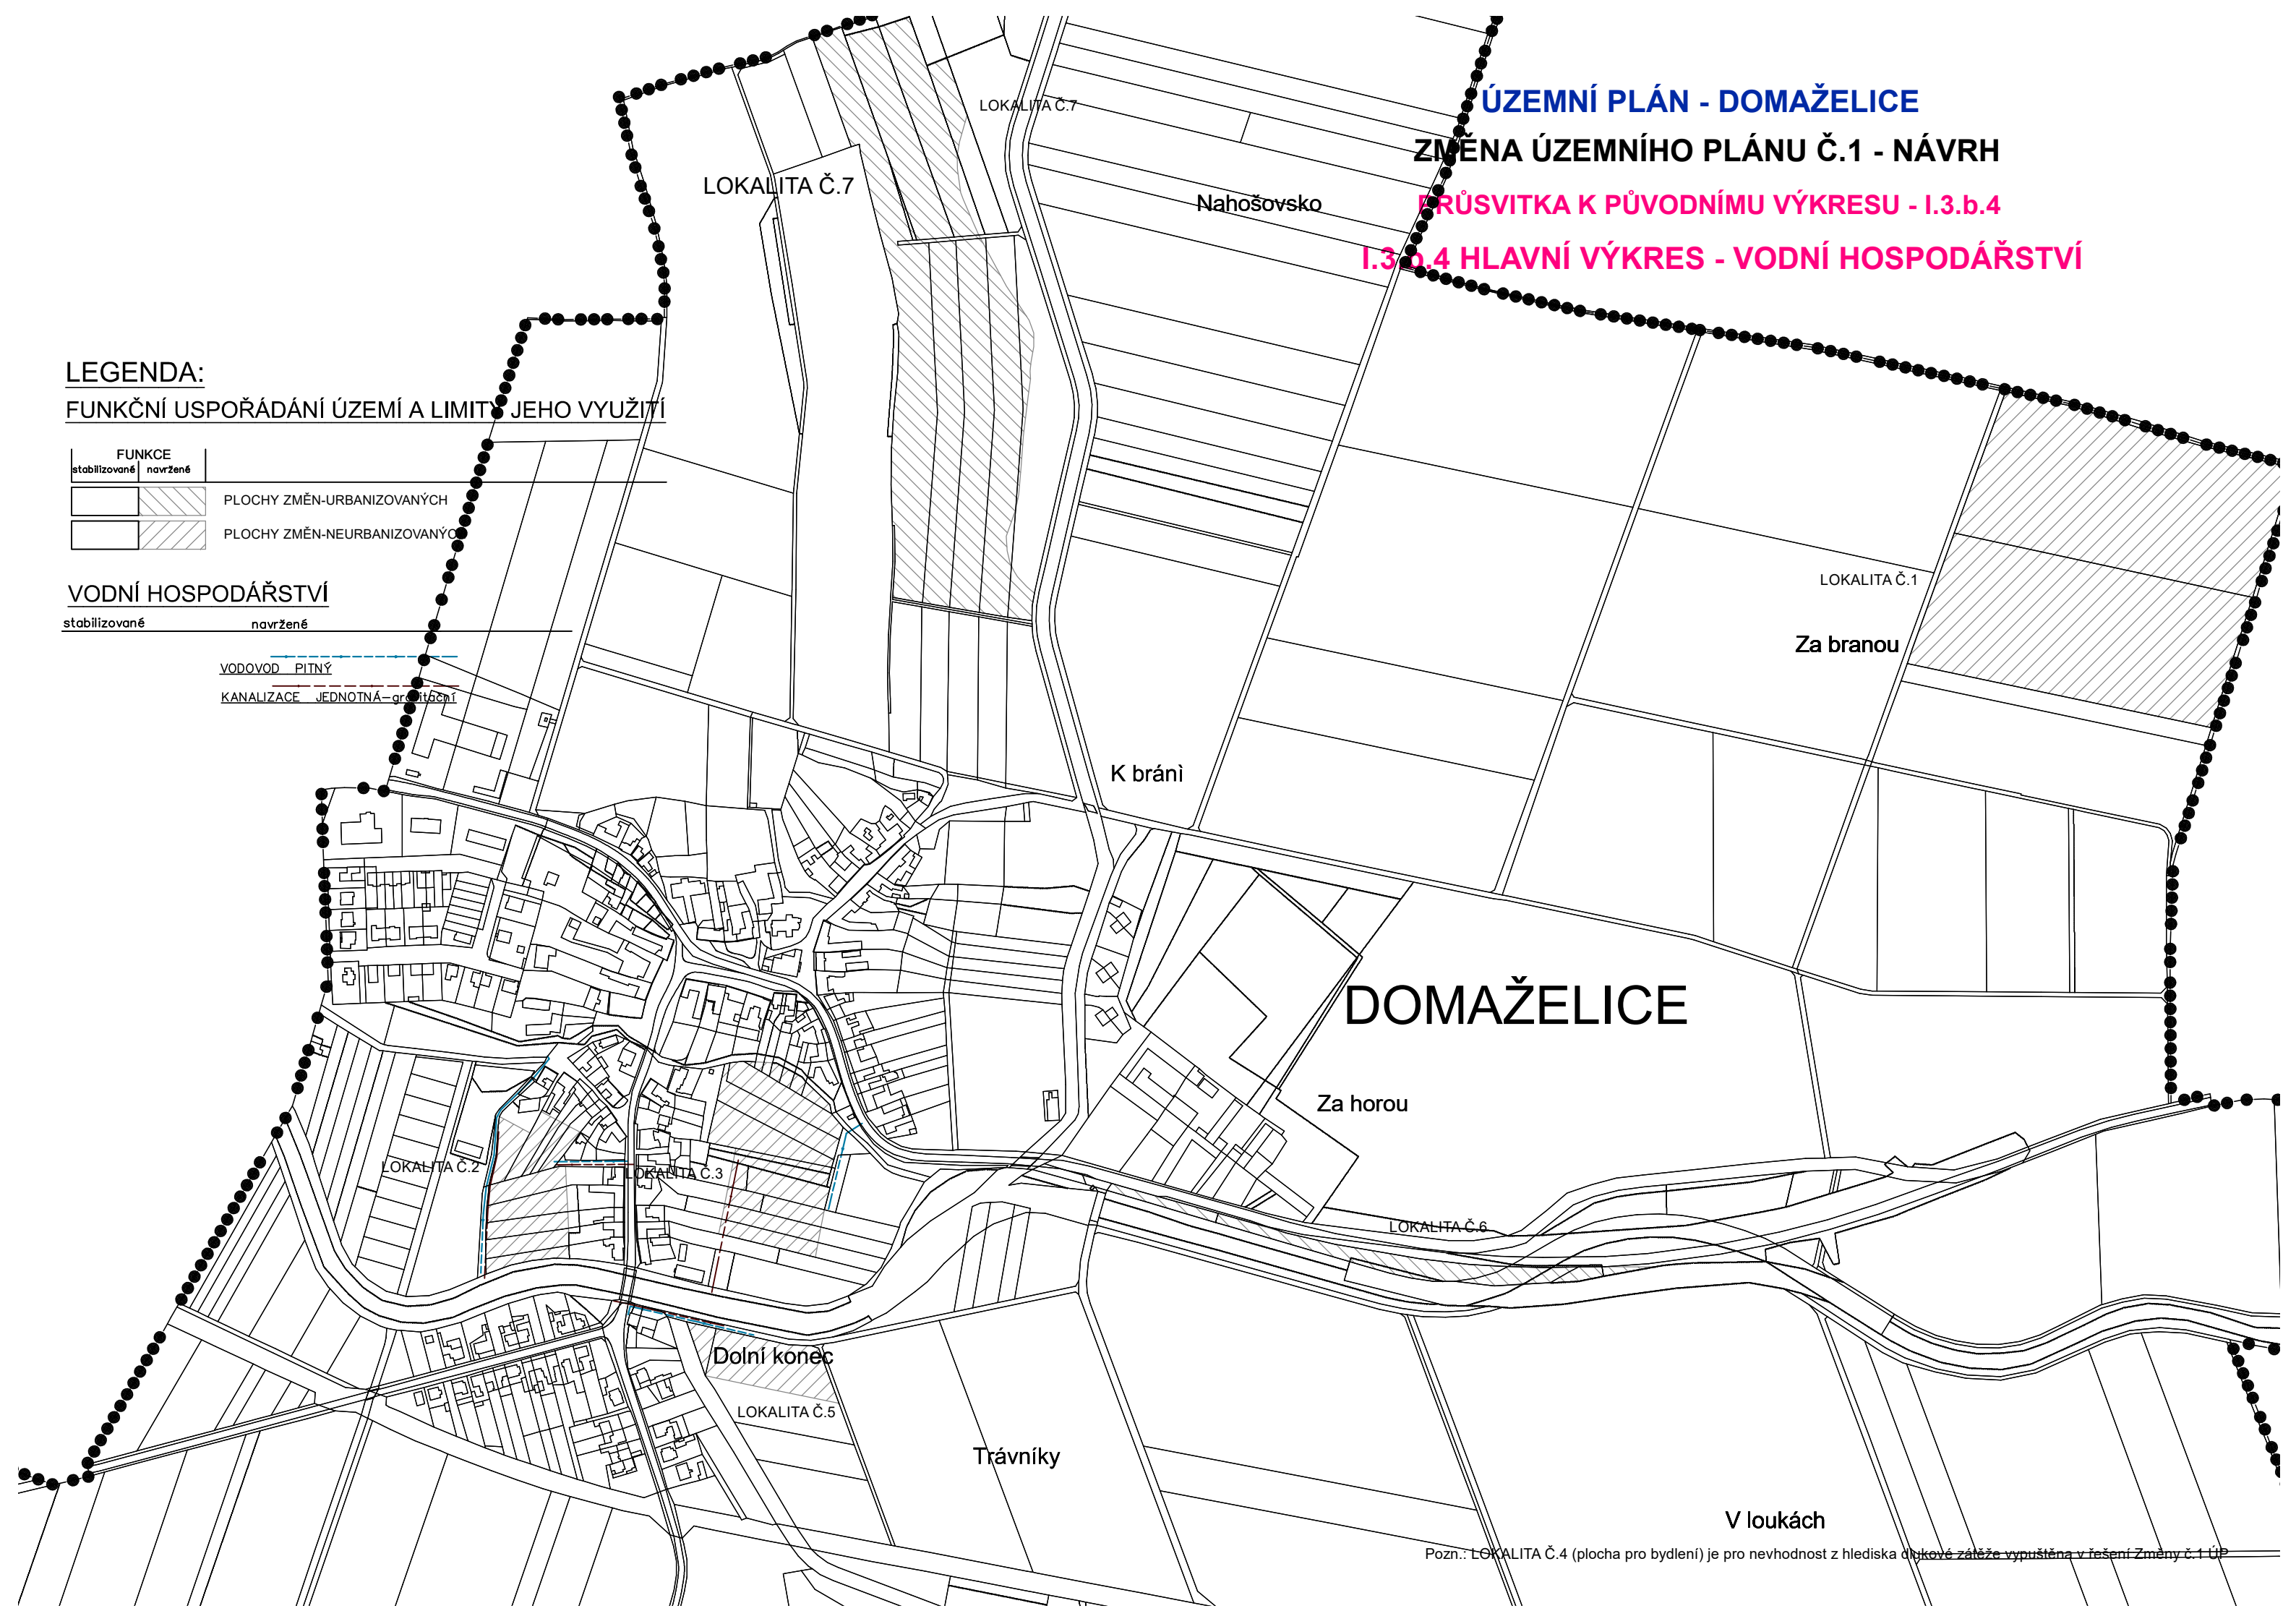 ÚZEMNÍ PLÁN - DOMAŽELICE
ZMĚNA ÚZEMNÍHO PLÁNU Č.1 - NÁVRH
PRŮSVITKA K PŮVODNÍMU VÝKRESU - I.3.b.4
I.3.b.4 HLAVNÍ VÝKRES - VODNÍ HOSPODÁŘSTVÍ
LOKALITA Č.7
LOKALITA Č.7
Nahošovsko
LEGENDA:
FUNKČNÍ USPOŘÁDÁNÍ ÚZEMÍ A LIMITY JEHO VYUŽITÍ
FUNKCE
stabilizované navržené
PLOCHY ZMĚN-URBANIZOVANÝCH
PLOCHY ZMĚN-NEURBANIZOVANÝCH
VODNÍ HOSPODÁŘSTVÍ
stabilizované navržené
VODOVOD PITNÝ
KANALIZACE JEDNOTNÁ-gravitační
LOKALITA Č.1
Za branou
K bránì
DOMAŽELICE
Za horou
LOKALITA Č.2
LOKALITA Č.3
LOKALITA Č.6
Dolní konec
LOKALITA Č.5
Trávníky
V loukách
Pozn.: LOKALITA Č.4 (plocha pro bydlení) je pro nevhodnost z hlediska hlukové zátěže vypuštěna v řešení Změny č.1 ÚP